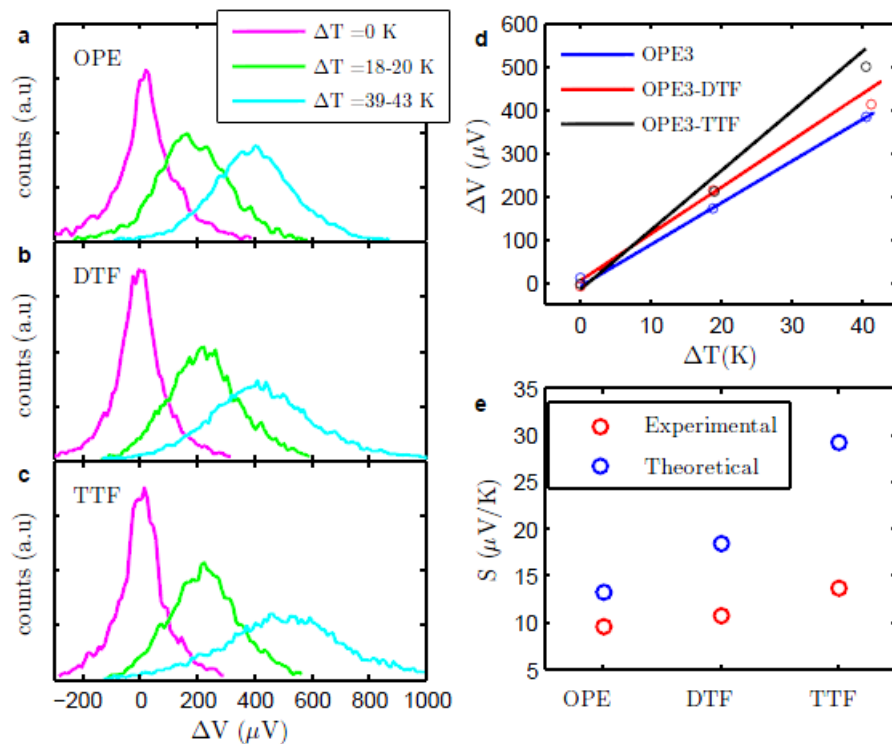 a
OPE
counts (a.u)
ΔT =0 K
ΔT =18-20 K
ΔT =39-43 K
b
DTF
counts (a.u)
c
TTF
counts (a.u)
−200 0 200 400 600 800 1000
ΔV (μV)
d
600
500
400
300
200
100
0
ΔV (μV)
OPE3
OPE3-DTF
OPE3-TTF
0 10 20 30 40
ΔT(K)
e
35
30
25
20
15
10
5
S (μV/K)
Experimental
Theoretical
OPE DTF TTF